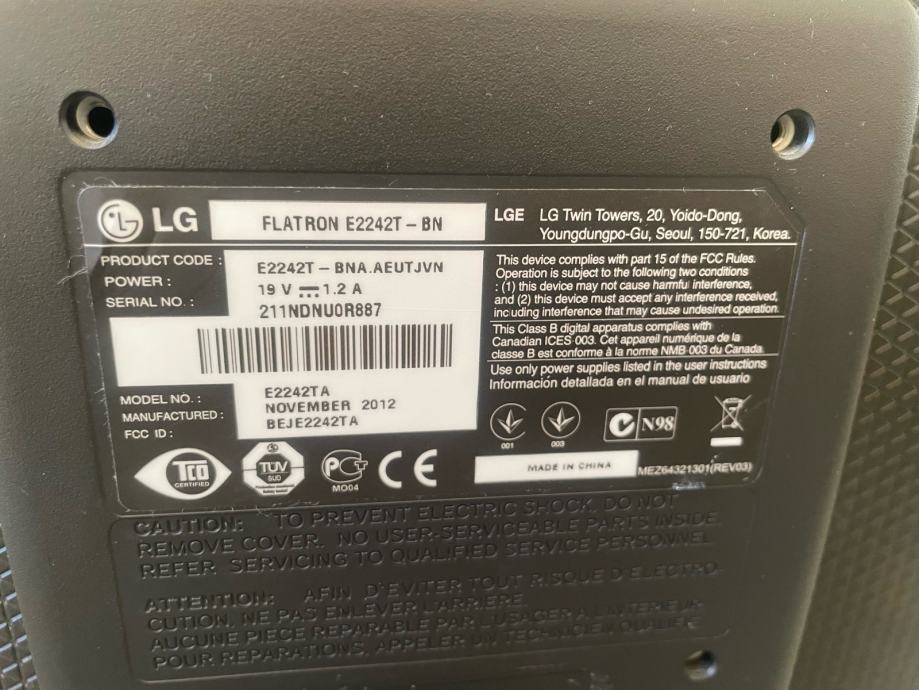 LG FLATRON E2242T-BN
LGE LG Twin Towers, 20, Yoido-Dong,
Youngdungpo-Gu, Seoul, 150-721, Korea.
PRODUCT CODE : E2242T-BNA.AEUTJVN
POWER : 19 V 1.2 A
SERIAL NO. : 211NDNU0R887
MODEL NO. : E2242TA
MANUFACTURED : NOVEMBER 2012
FCC ID : BEJE2242TA
This device complies with part 15 of the FCC Rules.
Operation is subject to the following two conditions
: (1) this device may not cause harmful interference,
and (2) this device must accept any interference received,
including interference that may cause undesired operation.
This Class B digital apparatus complies with
Canadian ICES-003. Cet appareil numérique de la
classe B est conforme à la norme NMB-003 du Canada.
Use only power supplies listed in the user instructions
Información detallada en el manual de usuario
001 003 N98
TCO CERTIFIED
TÜV SÜD
PCT MO04
CE
MADE IN CHINA MEZ64321301(REV03)
CAUTION: TO PREVENT ELECTRIC SHOCK, DO NOT
REMOVE COVER. NO USER-SERVICEABLE PARTS INSIDE.
REFER SERVICING TO QUALIFIED SERVICE PERSONNEL
ATTENTION: AFIN D'EVITER TOUT RISQUE D'ELECTRO-
CUTION, NE PAS ENLEVER L'ARRIERE
AUCUNE PIECE REPARABLE PAR L'USAGER A L'INTERIEUR
POUR REPARATIONS, APPELER UN TECHNICIEN QUALIFIE